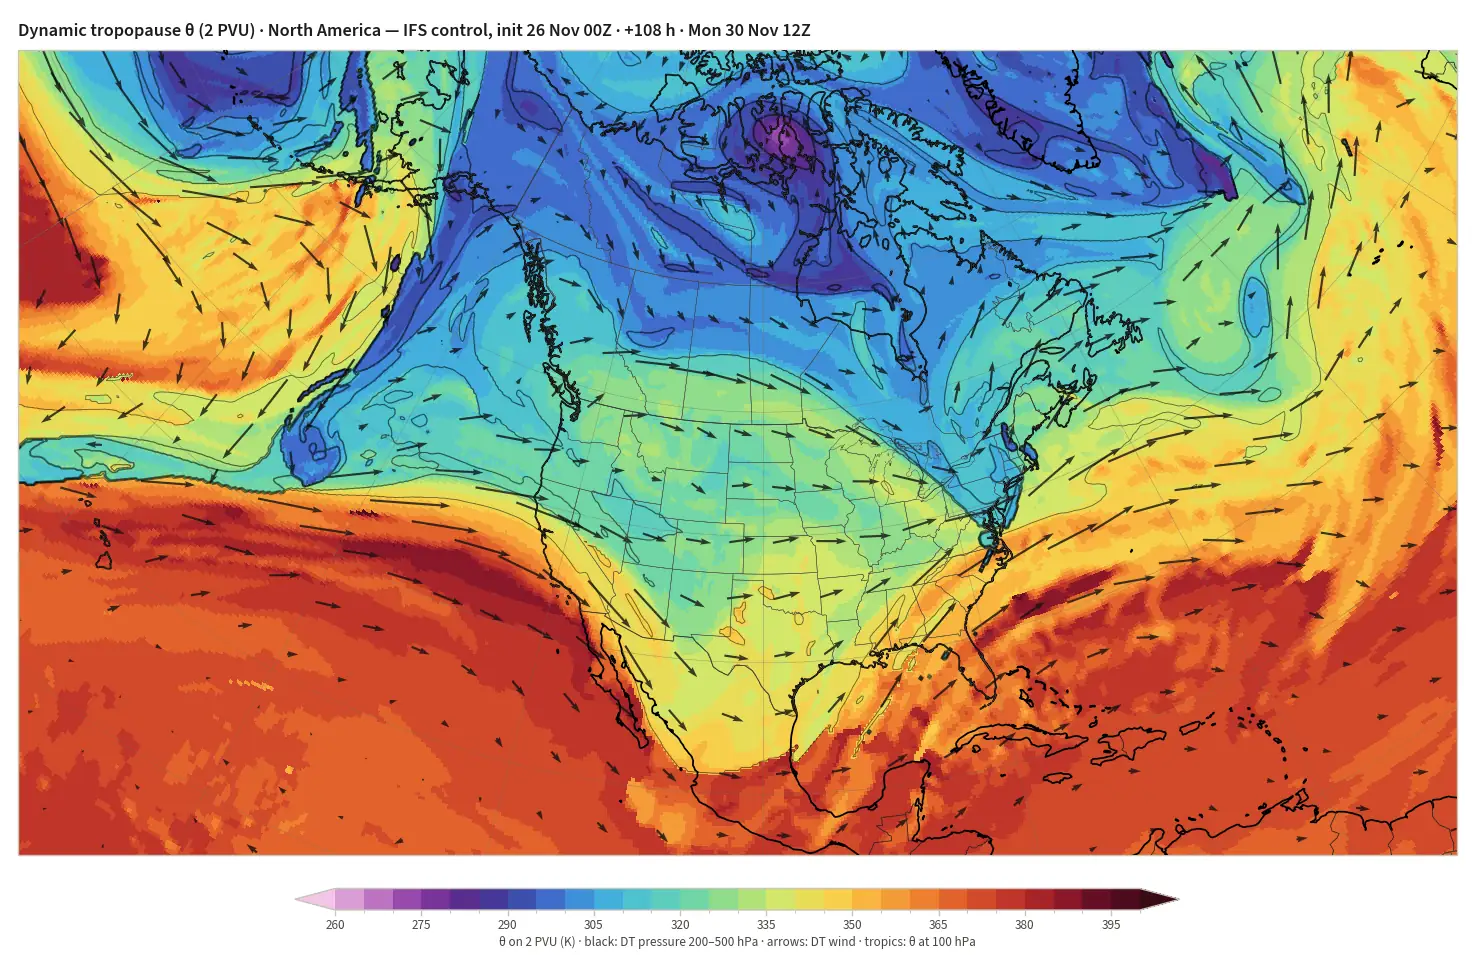 Dynamic tropopause θ (2 PVU) · North America — IFS control, init 26 Nov 00Z · +108 h · Mon 30 Nov 12Z
260 275 290 305 320 335 350 365 380 395
θ on 2 PVU (K) · black: DT pressure 200–500 hPa · arrows: DT wind · tropics: θ at 100 hPa